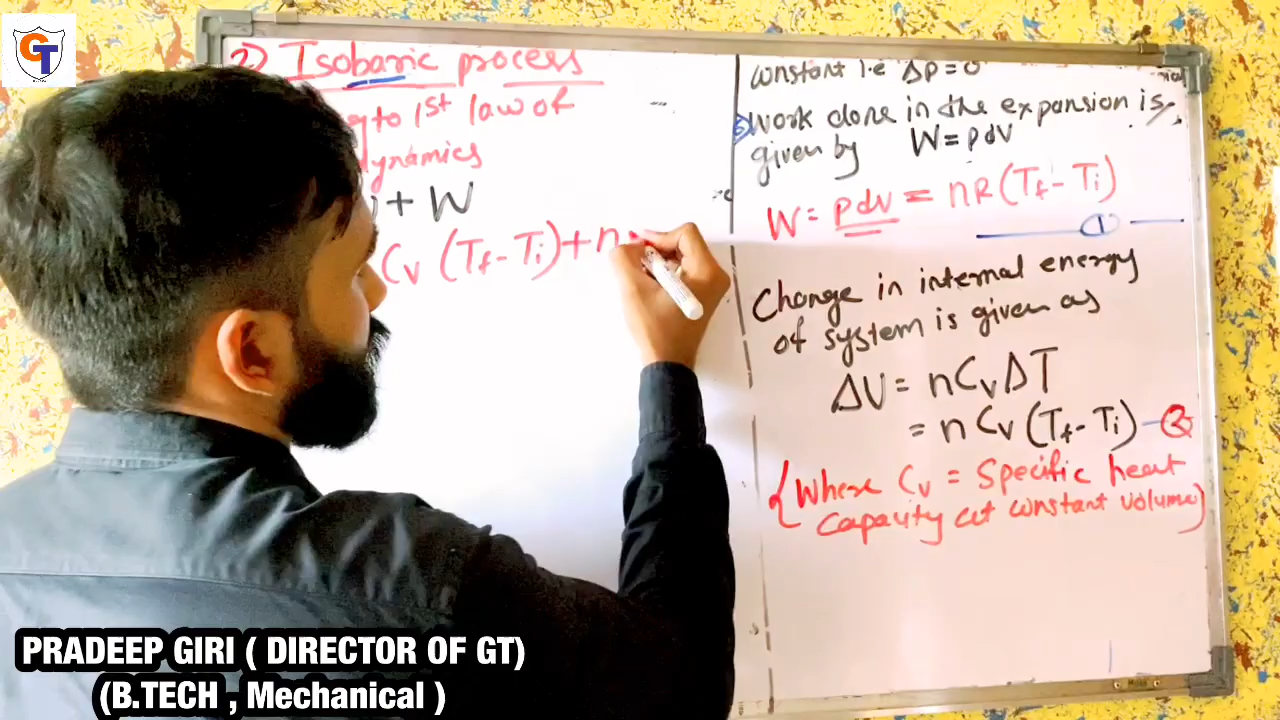 GT
2) Isobaric process
to 1st law of
dynamics
+ W
Cv (Tf - Ti) + n
constant i.e ΔP = 0
work done in the expansion is
given by W = pdv
W = pdv = nR (Tf - Ti)
1
Change in internal energy
of system is given as
ΔU = nCvΔT
= nCv (Tf - Ti) - 2
{Where Cv = Specific heat
capacity at constant volume}
PRADEEP GIRI ( DIRECTOR OF GT)
(B.TECH , Mechanical )